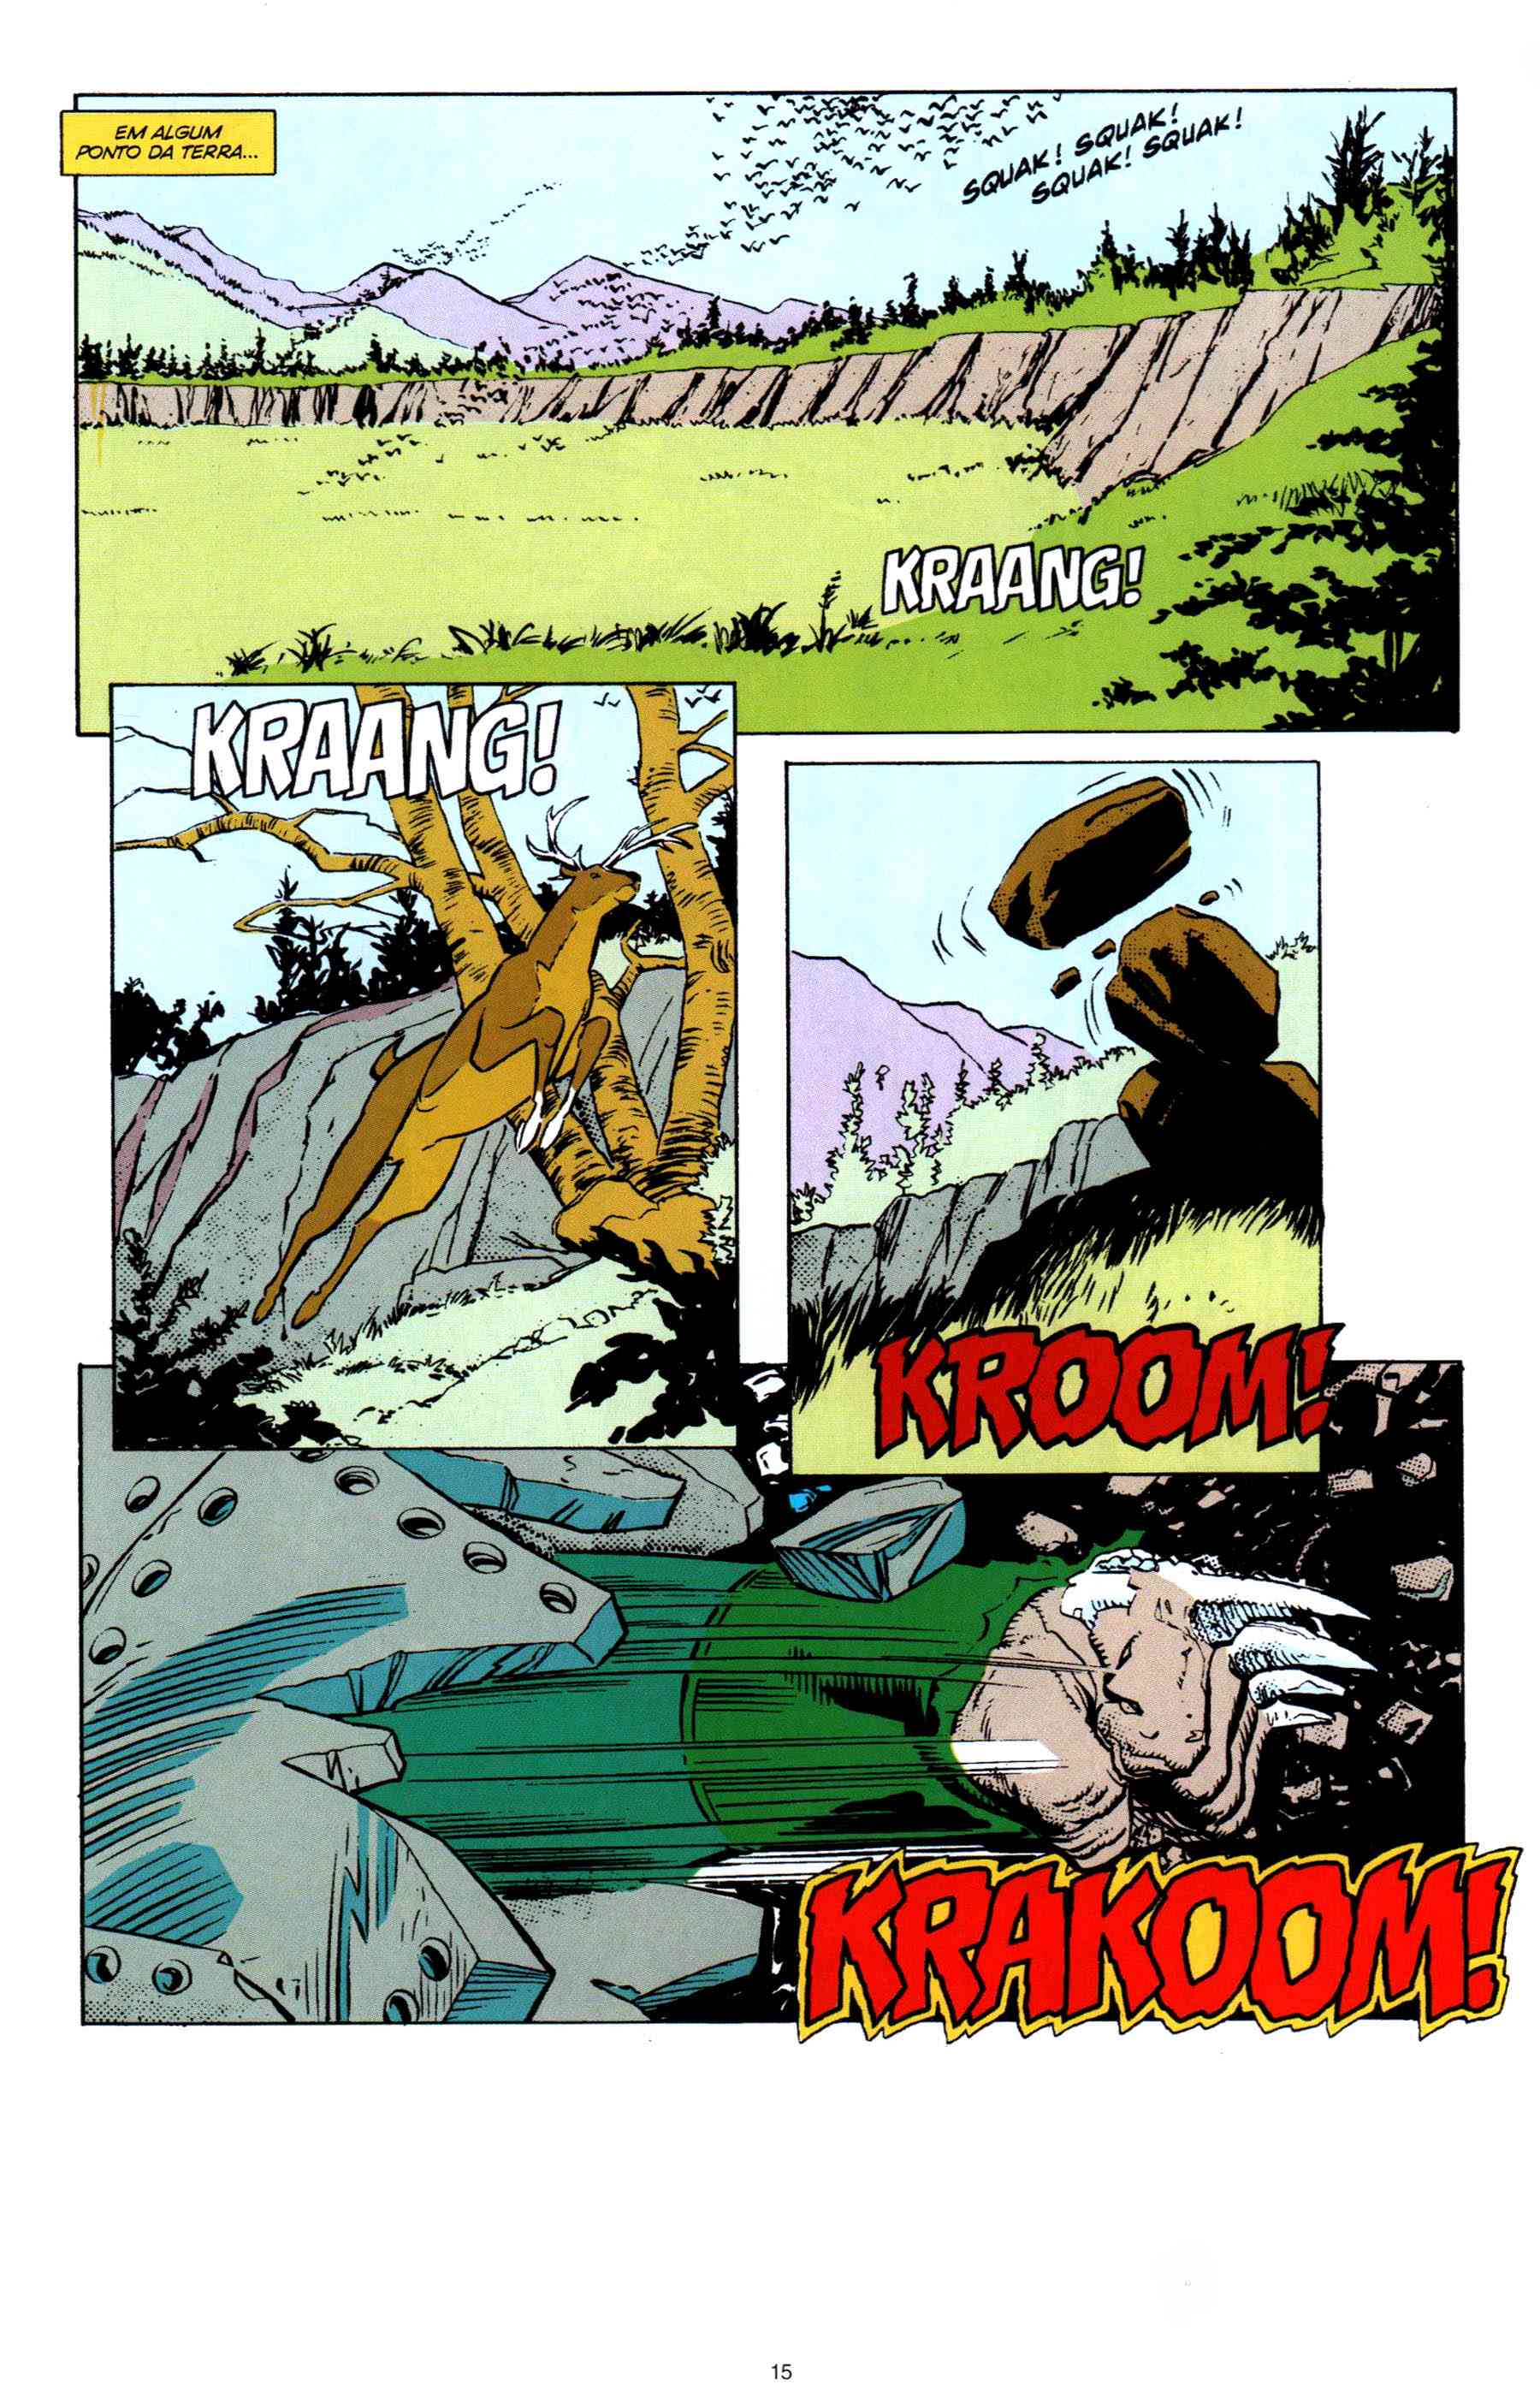 EM ALGUM
PONTO DA TERRA...
SQUAK! SQUAK!
SQUAK! SQUAK!
KRAANG!
KRAANG!
KROOM!
KRAKOOM!
15